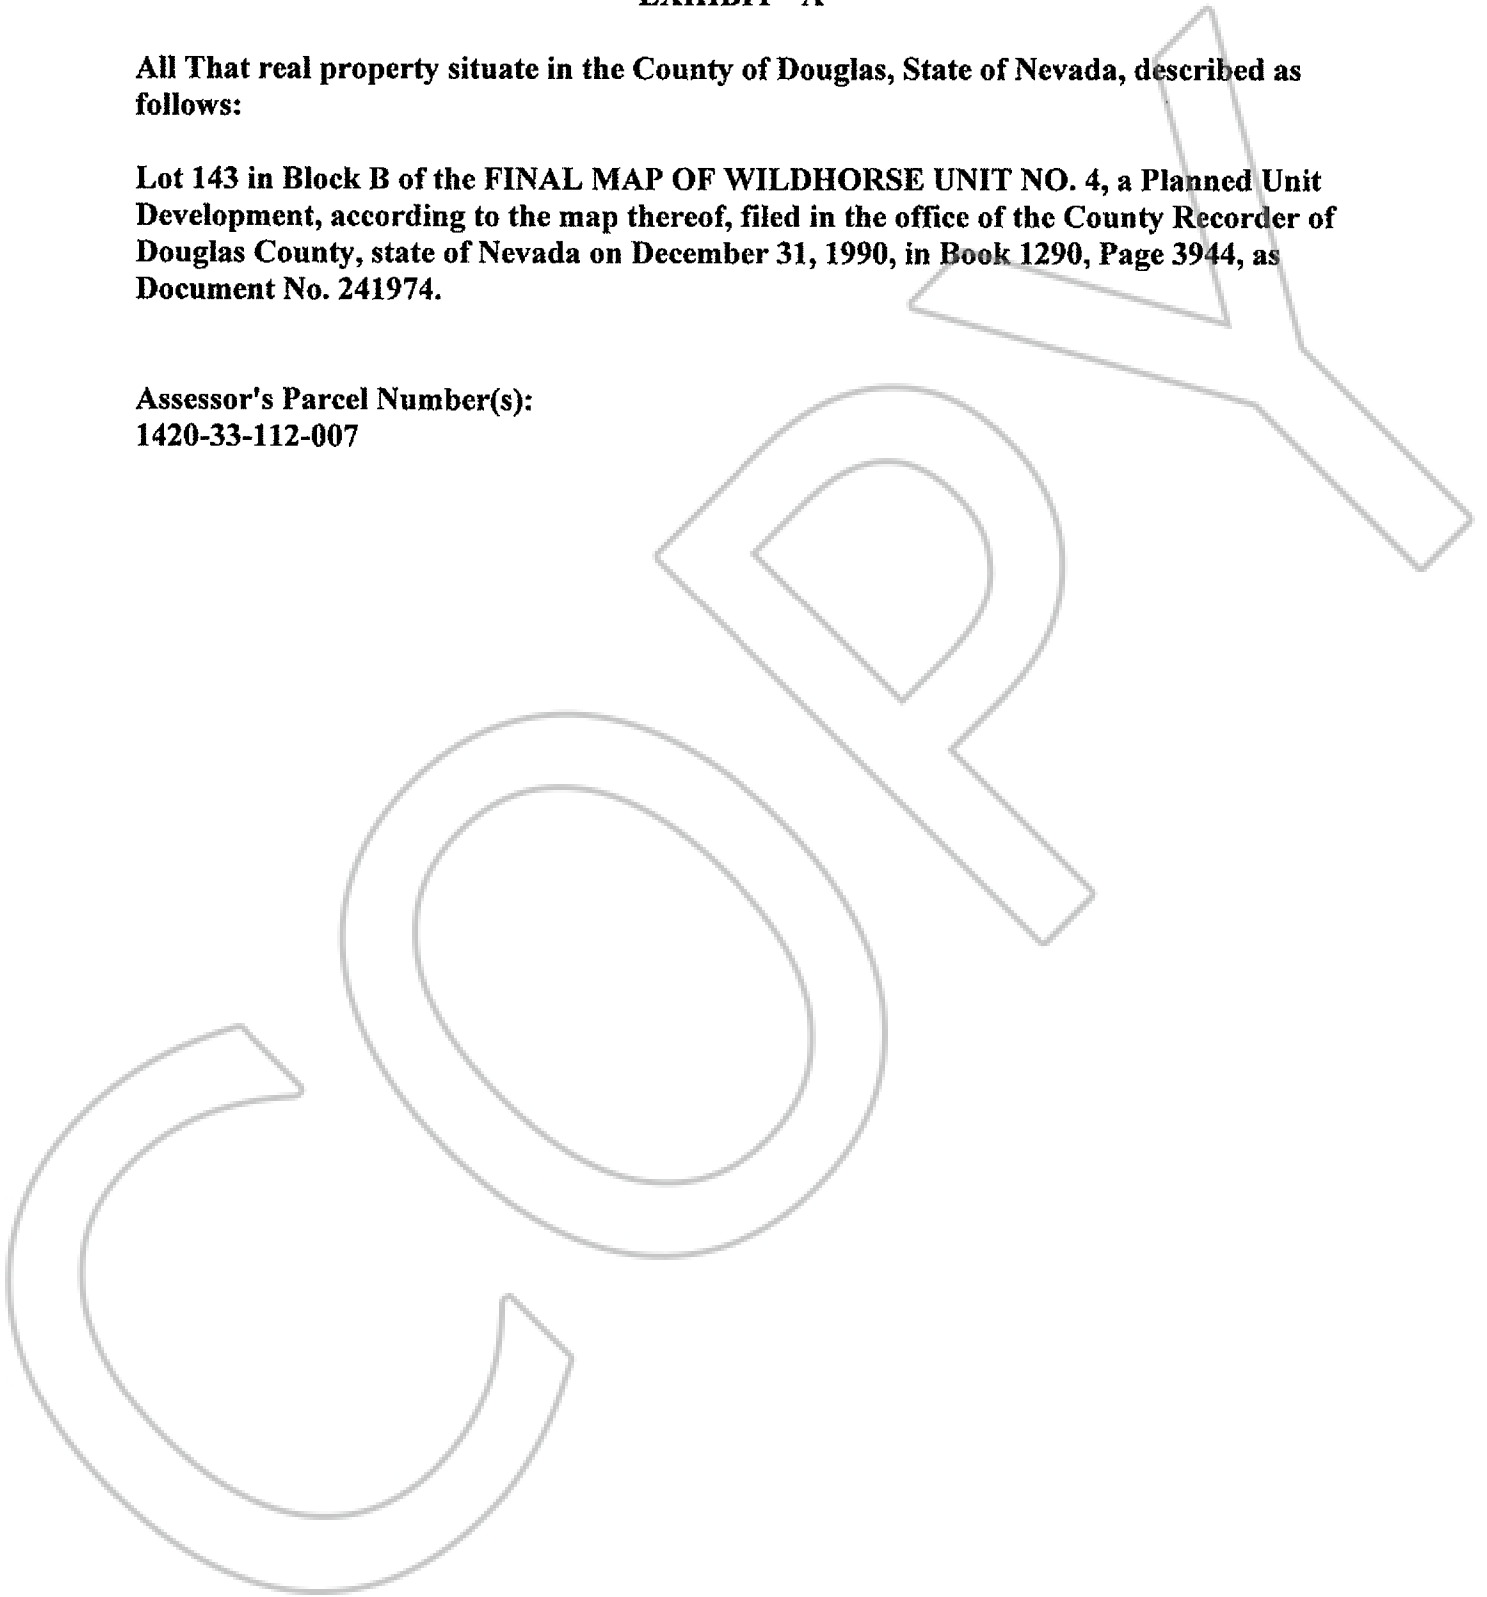 EXHIBIT "A"
All That real property situate in the County of Douglas, State of Nevada, described as
follows:
Lot 143 in Block B of the FINAL MAP OF WILDHORSE UNIT NO. 4, a Planned Unit
Development, according to the map thereof, filed in the office of the County Recorder of
Douglas County, state of Nevada on December 31, 1990, in Book 1290, Page 3944, as
Document No. 241974.
Assessor's Parcel Number(s):
1420-33-112-007
COPY